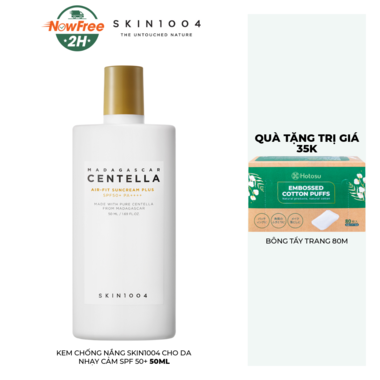 NowFree
2H
SKIN1004
THE UNTOUCHED NATURE
MADAGASCAR
CENTELLA
AIR-FIT SUNCREAM PLUS
SPF50+ PA++++
MADE WITH PURE CENTELLA
FROM MADAGASCAR
SKIN1004
KEM CHỐNG NẮNG SKIN1004 CHO DA
NHẠY CẢM SPF 50+ 50ML
QUÀ TẶNG TRỊ GIÁ
35K
Hotosu
EMBOSSED
COTTON PUFFS
BÔNG TẨY TRANG 80M